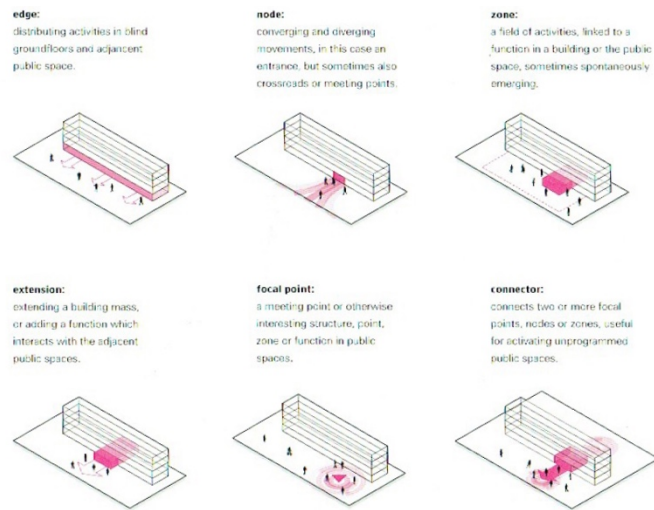 edge:
distributing activities in blind
groundfloors and adjancent
public space.
node:
converging and diverging
movements, in this case an
entrance, but sometimes also
crossroads or meeting points.
zone:
a field of activities, linked to a
function in a building or the public
space, sometimes spontaneously
emerging.
extension:
extending a building mass,
or adding a function which
interacts with the adjacent
public spaces.
focal point:
a meeting point or otherwise
interesting structure, point,
zone or function in public
spaces.
connector:
connects two or more focal
points, nodes or zones, useful
for activating unprogrammed
public spaces.